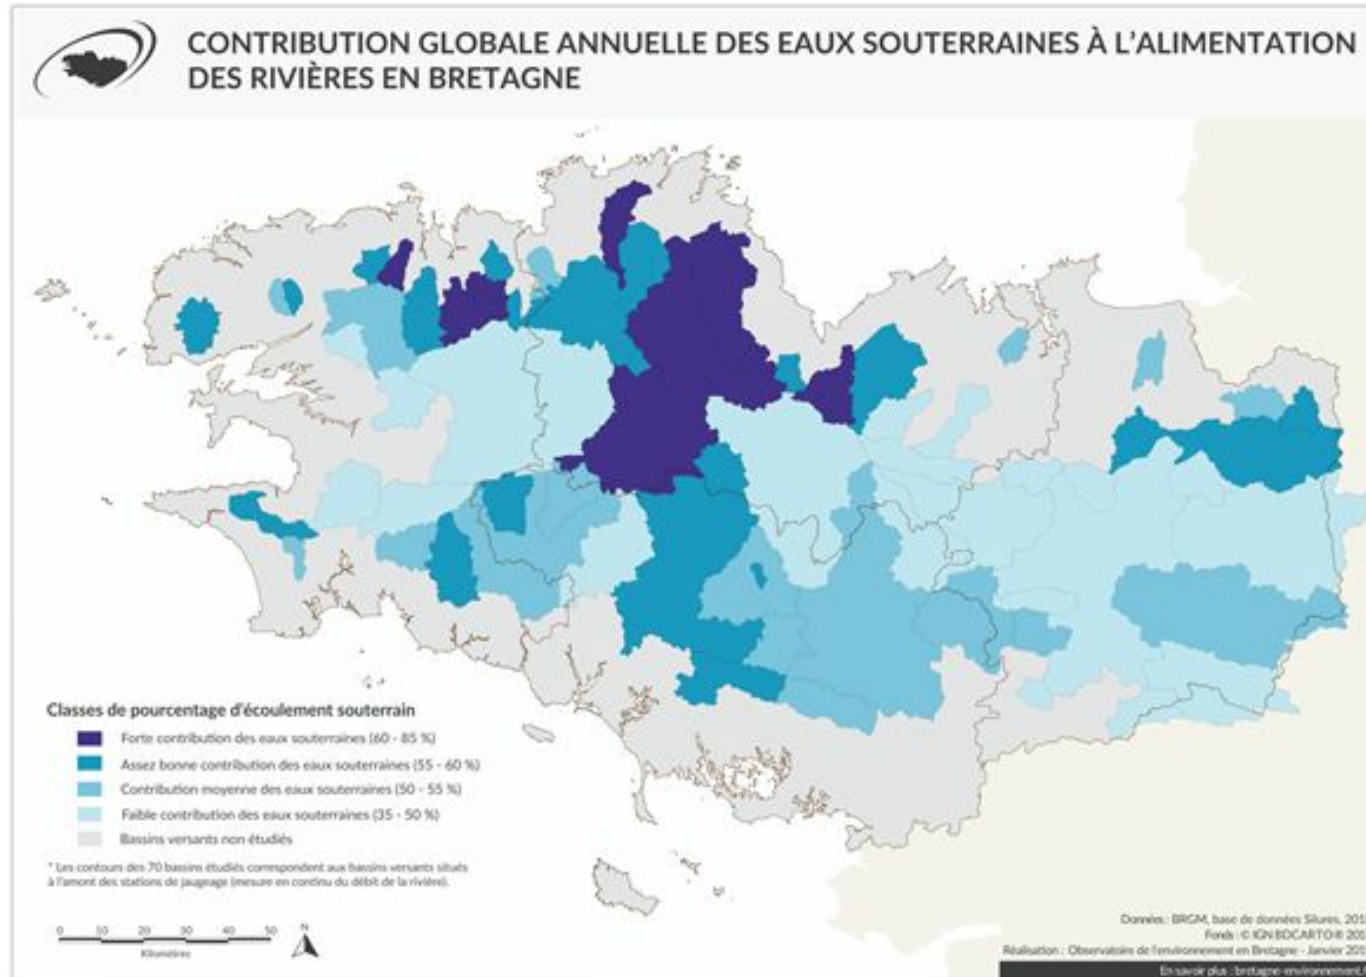 CONTRIBUTION GLOBALE ANNUELLE DES EAUX SOUTERRAINES À L'ALIMENTATION
DES RIVIÈRES EN BRETAGNE
Classes de pourcentage d'écoulement souterrain
Forte contribution des eaux souterraines (60 - 85 %)
Assez bonne contribution des eaux souterraines (55 - 60 %)
Contribution moyenne des eaux souterraines (50 - 55 %)
Faible contribution des eaux souterraines (35 - 50 %)
Bassins versants non étudiés
* Les contours des 70 bassins étudiés correspondent aux bassins versants situés
à l'amont des stations de jaugeage (mesure en continu du débit de la rivière).
0 10 20 30 40 50
Kilomètres
N
Données : BRGM, base de données Silures, 201
Fonds : © IGN BDCARTO® 201
Réalisation : Observatoire de l'environnement en Bretagne - Janvier 201
En savoir plus : bretagne-environnement